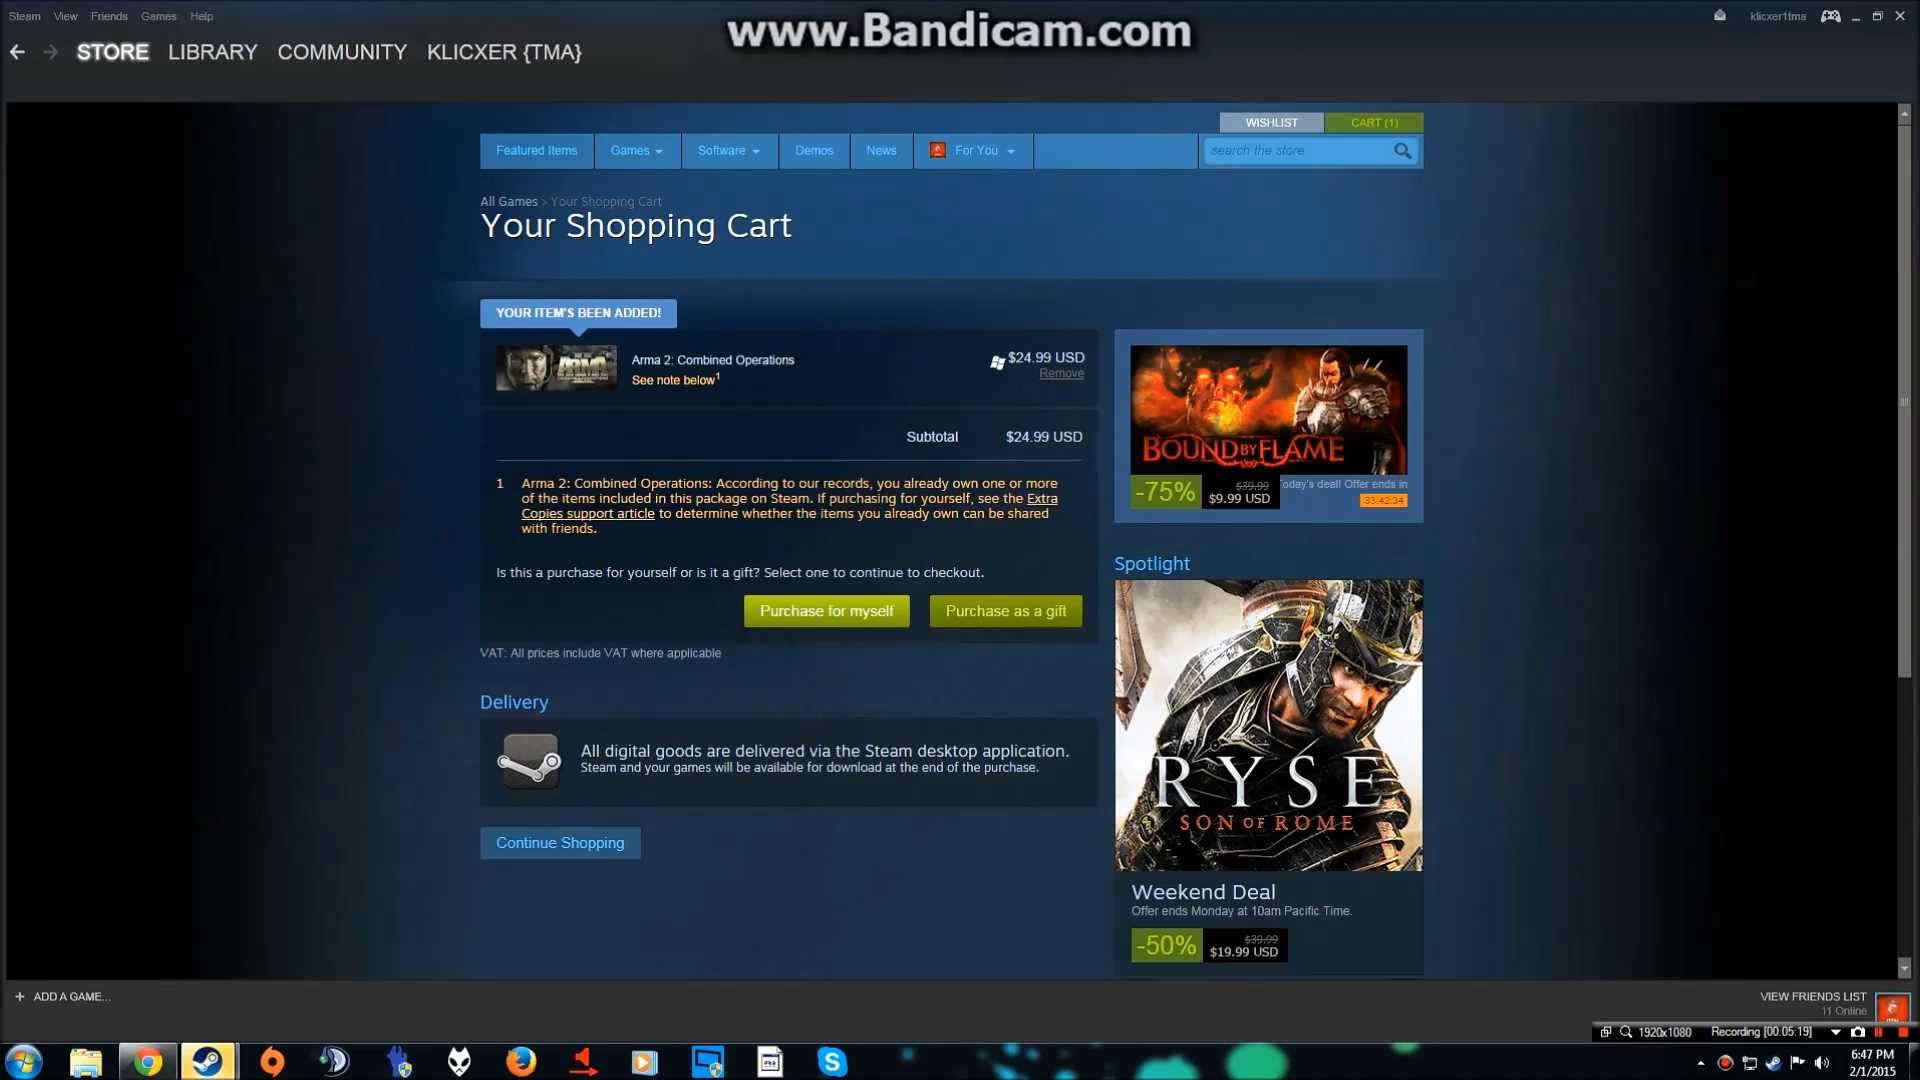 www.Bandicam.com
Steam View Friends Games Help
klicxer1tma
STORE LIBRARY COMMUNITY KLICXER {TMA}
WISHLIST CART (1)
Featured Items Games Software Demos News For You search the store
All Games > Your Shopping Cart
Your Shopping Cart
YOUR ITEM'S BEEN ADDED!
ARMA
Arma 2: Combined Operations
See note below1
$24.99 USD
Remove
Subtotal $24.99 USD
1 Arma 2: Combined Operations: According to our records, you already own one or more
of the items included in this package on Steam. If purchasing for yourself, see the Extra
Copies support article to determine whether the items you already own can be shared
with friends.
Is this a purchase for yourself or is it a gift? Select one to continue to checkout.
Purchase for myself Purchase as a gift
VAT: All prices include VAT where applicable
Delivery
All digital goods are delivered via the Steam desktop application.
Steam and your games will be available for download at the end of the purchase.
Continue Shopping
BOUND BY FLAME
-75% $39.99
$9.99 USD
Today's deal! Offer ends in
33:42:34
Spotlight
RYSE
SON OF ROME
Weekend Deal
Offer ends Monday at 10am Pacific Time.
-50% $39.99
$19.99 USD
+ ADD A GAME...
VIEW FRIENDS LIST
11 Online
1920x1080 Recording [00:05:19]
6:47 PM
2/1/2015